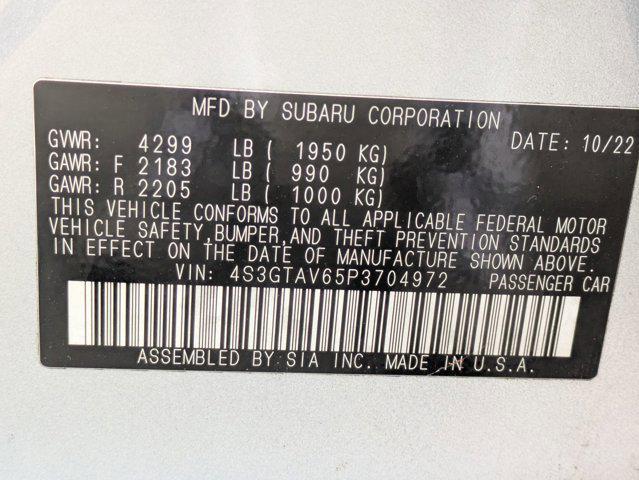 MFD BY SUBARU CORPORATION
DATE: 10/22
GVWR: 4299 LB ( 1950 KG)
GAWR: F 2183 LB ( 990 KG)
GAWR: R 2205 LB ( 1000 KG)
THIS VEHICLE CONFORMS TO ALL APPLICABLE FEDERAL MOTOR
VEHICLE SAFETY,BUMPER,AND THEFT PREVENTION STANDARDS
IN EFFECT ON THE DATE OF MANUFACTURE SHOWN ABOVE.
VIN: 4S3GTAV65P3704972 PASSENGER CAR
ASSEMBLED BY SIA INC. MADE IN U.S.A.